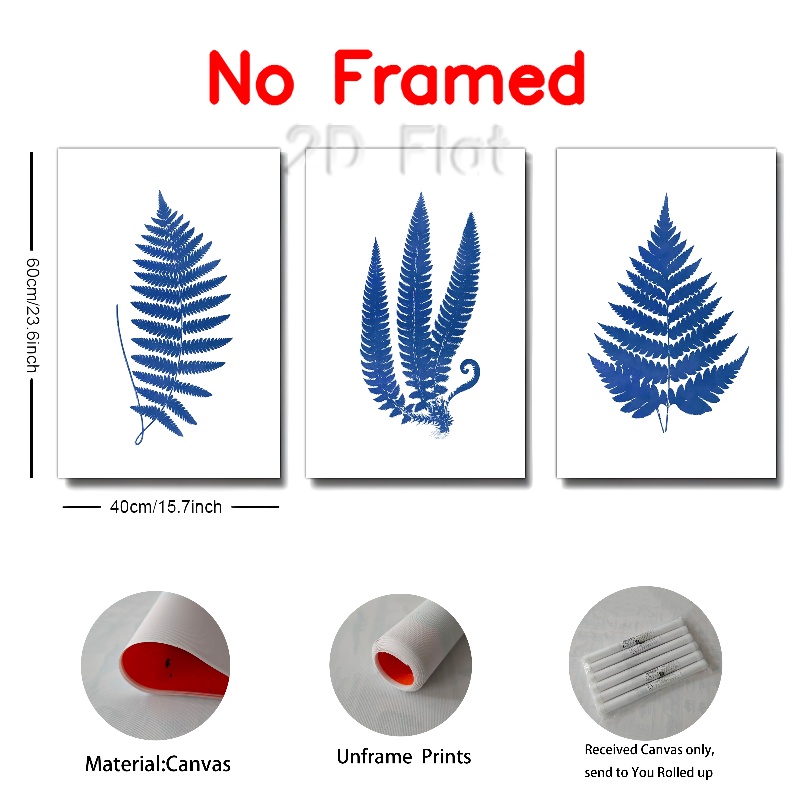 No Framed
2D Flat
60cm/23.6inch
40cm/15.7inch
Material:Canvas
Unframe Prints
Received Canvas only,
send to You Rolled up